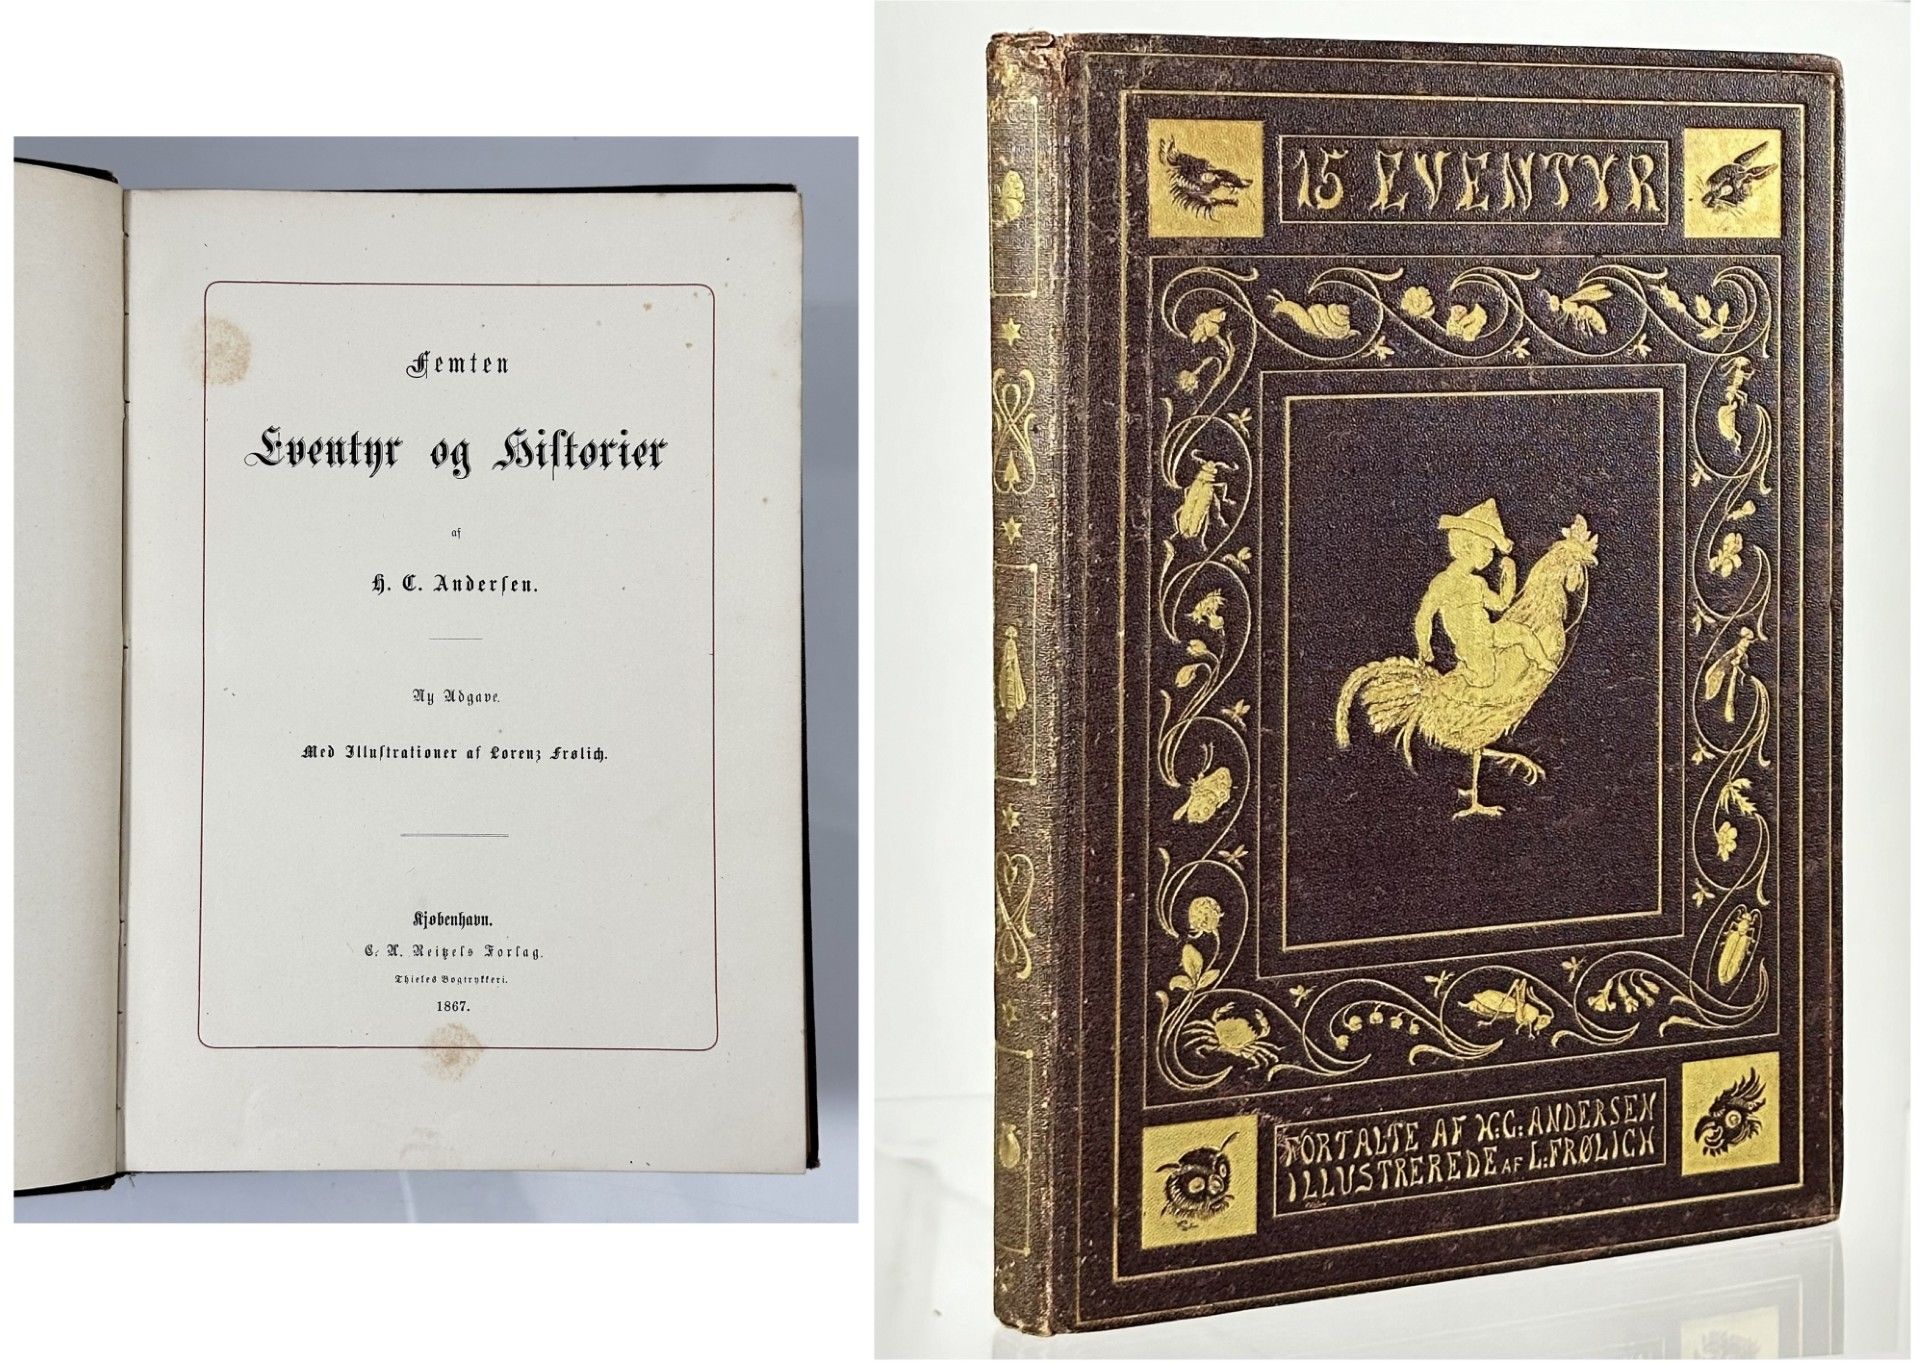 Femten
Eventyr og Hiſtorier
af
H. C. Anderſen.
Ny Udgave.
Med Illuſtrationer af Lorenz Frølich.
Kjøbenhavn.
C. A. Reitzels Forlag.
Thieles Bogtrykkeri.
1867.
15 EVENTYR
FORTALTE AF H: C: ANDERSEN
ILLUSTREREDE AF L: FRØLICH